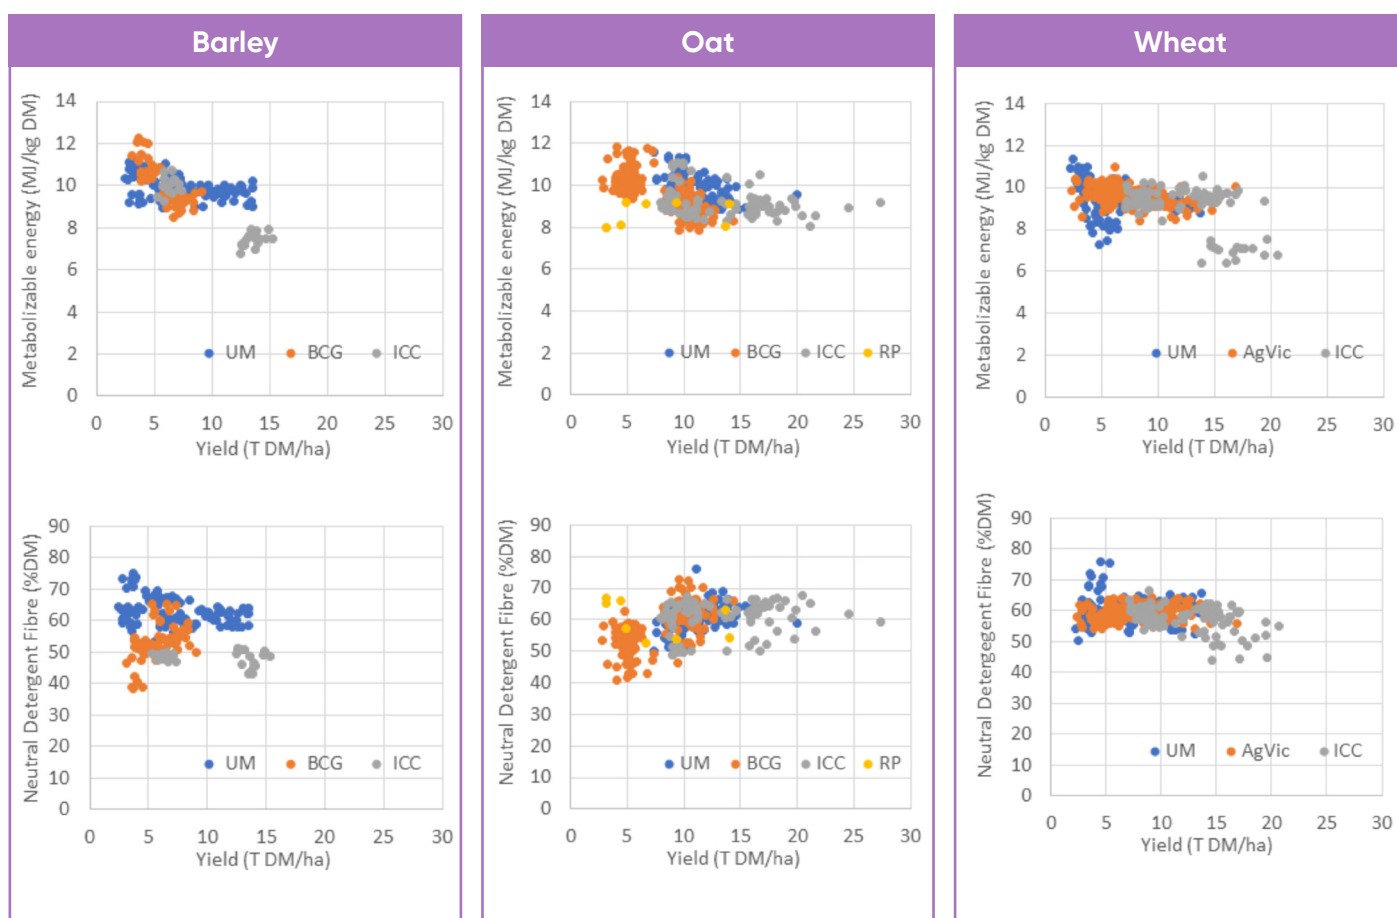 Barley
Metabolizable energy (MJ/kg DM)
14
12
10
8
6
4
2
0
UM BCG ICC
0 5 10 15 20 25 30
Yield (T DM/ha)
Neutral Detergent Fibre (%DM)
90
80
70
60
50
40
30
20
10
0
UM BCG ICC
0 5 10 15 20 25 30
Yield (T DM/ha)
Oat
Metabolizable energy (MJ/kg DM)
14
12
10
8
6
4
2
0
UM BCG ICC RP
0 5 10 15 20 25 30
Yield (T DM/ha)
Neutral Detergent Fibre (%DM)
90
80
70
60
50
40
30
20
10
0
UM BCG ICC RP
0 5 10 15 20 25 30
Yield (T DM/ha)
Wheat
Metabolizable energy (MJ/kg DM)
14
12
10
8
6
4
2
0
UM AgVic ICC
0 5 10 15 20 25 30
Yield (T DM/ha)
Neutral Detegegent Fibre (%DM)
90
80
70
60
50
40
30
20
10
0
UM AgVic ICC
0 5 10 15 20 25 30
Yield (T DM/ha)